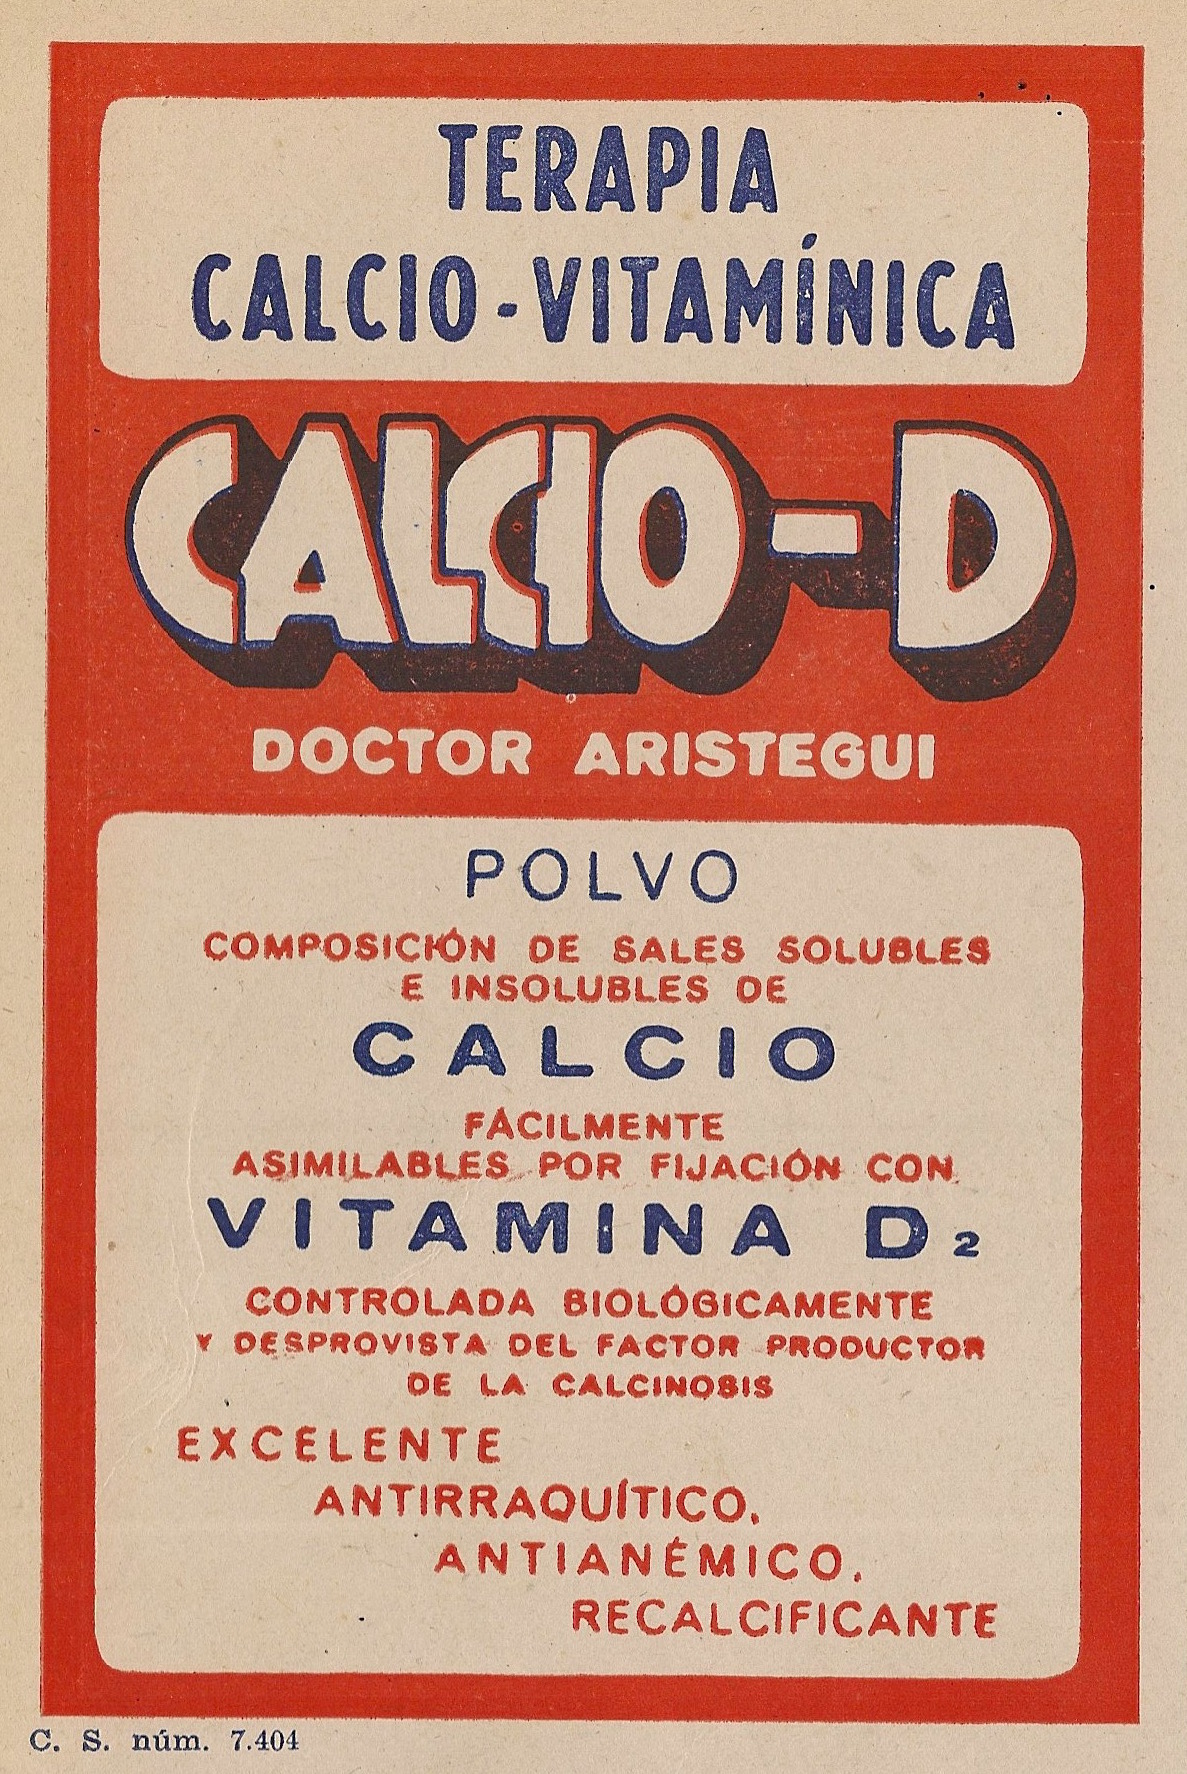 TERAPIA
CALCIO-VITAMÍNICA
CALCIO-D
DOCTOR ARISTEGUI
POLVO
COMPOSICIÓN DE SALES SOLUBLES
E INSOLUBLES DE
CALCIO
FÁCILMENTE
ASIMILABLES POR FIJACIÓN CON
VITAMINA D₂
CONTROLADA BIOLÓGICAMENTE
Y DESPROVISTA DEL FACTOR PRODUCTOR
DE LA CALCINOSIS
EXCELENTE
ANTIRRAQUÍTICO,
ANTIANÉMICO,
RECALCIFICANTE
C. S. núm. 7.404